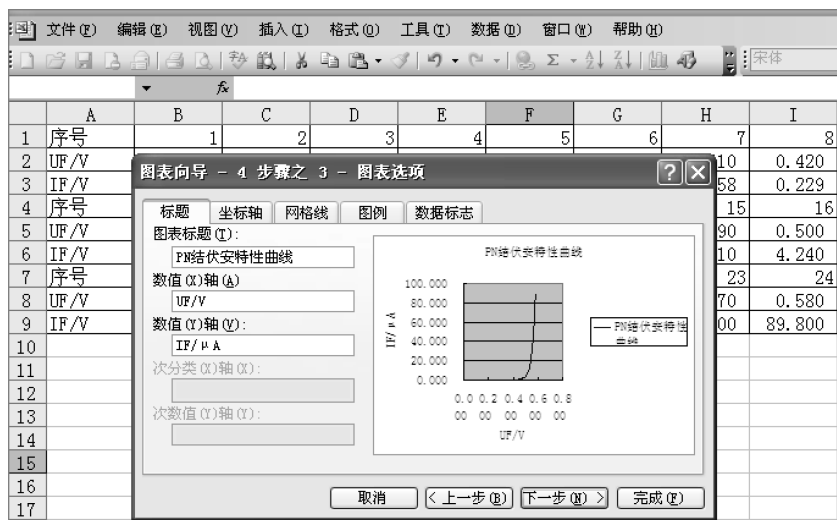 文件(F) 编辑(E) 视图(V) 插入(I) 格式(O) 工具(T) 数据(D) 窗口(W) 帮助(H)
宋体
fx
A B C D E F G H I
1 序号 1 2 3 4 5 6 7 8
2 UF/V 10 0.420
3 IF/V 58 0.229
4 序号 15 16
5 UF/V 90 0.500
6 IF/V 10 4.240
7 序号 23 24
8 UF/V 70 0.580
9 IF/V 00 89.800
10
11
12
13
14
15
16
17
图表向导 - 4 步骤之 3 - 图表选项
标题 坐标轴 网格线 图例 数据标志
图表标题(T):
PN结伏安特性曲线
数值(X)轴(A)
UF/V
数值(Y)轴(V):
IF/μA
次分类(X)轴(X):
次数值(Y)轴(Y):
PN结伏安特性曲线
100.000
80.000
60.000
40.000
20.000
0.000
IF/μA
0.0 0.2 0.4 0.6 0.8
00 00 00 00 00
UF/V
PN结伏安特性
曲线
取消 <上一步(B) 下一步(N)> 完成(F)